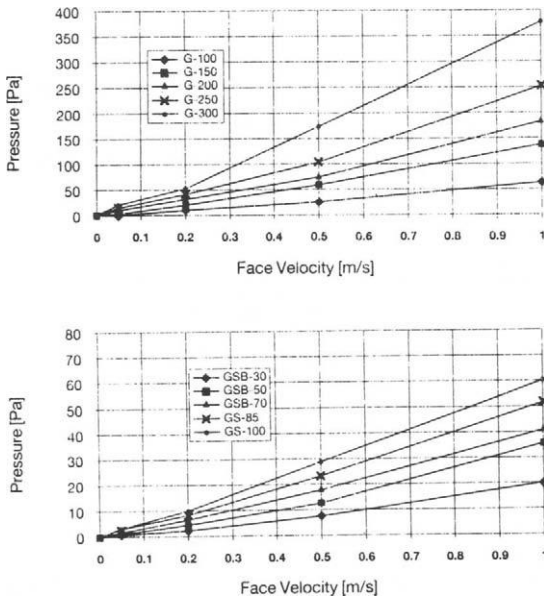 400
350
300
250
200
150
100
50
0
Pressure [Pa]
G-100
G-150
G-200
G-250
G-300
0 0.1 0.2 0.3 0.4 0.5 0.6 0.7 0.8 0.9 1
Face Velocity [m/s]
80
70
60
50
40
30
20
10
0
Pressure [Pa]
GSB-30
GSB-50
GSB-70
GS-85
GS-100
0 0.1 0.2 0.3 0.4 0.5 0.6 0.7 0.8 0.9 1
Face Velocity [m/s]